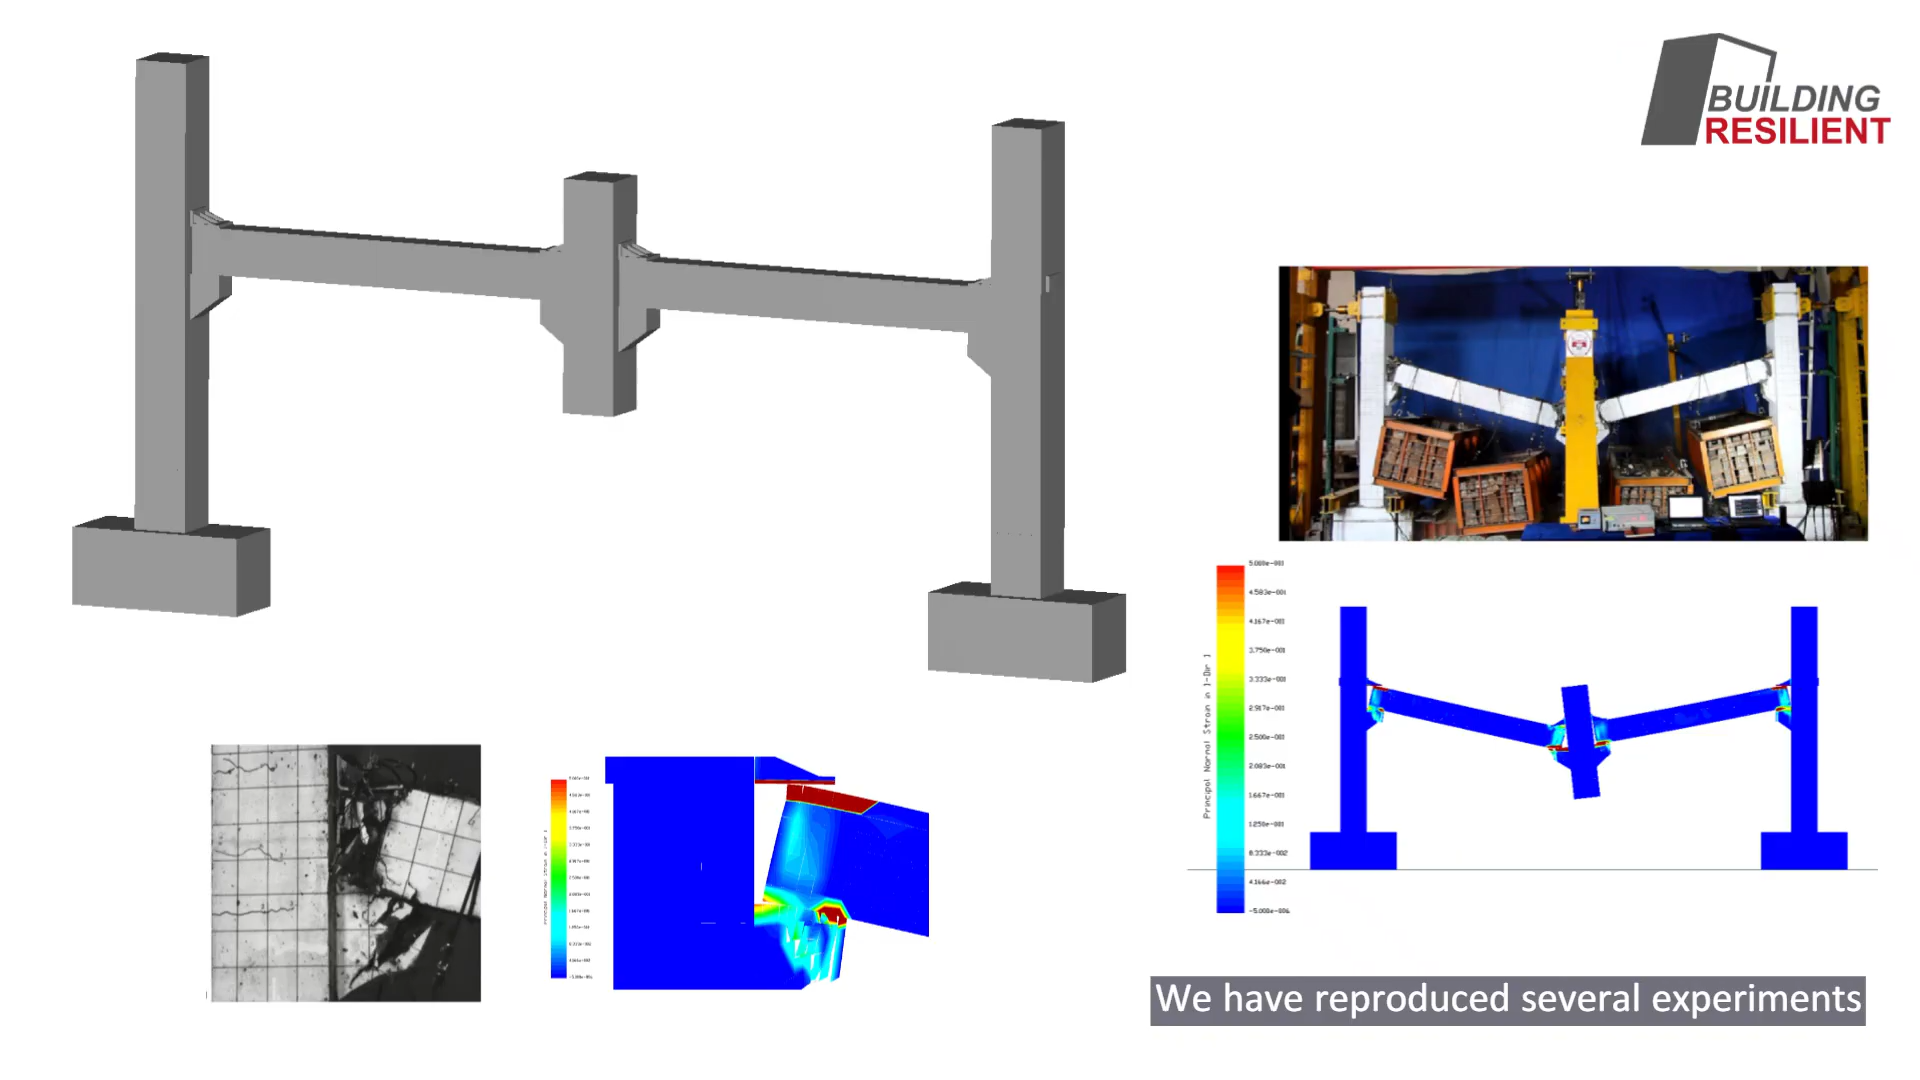 BUILDING
RESILIENT
5.000e-001
4.583e-001
4.167e-001
3.750e-001
3.333e-001
2.917e-001
2.500e-001
2.083e-001
1.667e-001
1.250e-001
8.333e-002
4.166e-002
-5.000e-006
Principal Normal Strain in 1-Dir 1
We have reproduced several experiments